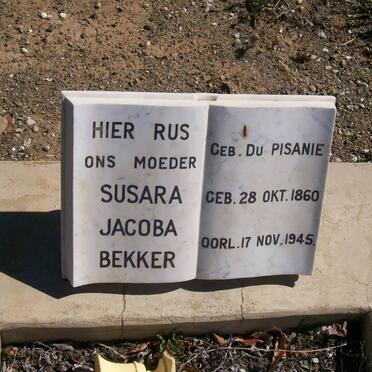 HIER RUS
ONS MOEDER
SUSARA
JACOBA
BEKKER
GEB. DU PISANIE
GEB. 28 OKT. 1860
OORL. 17 NOV. 1945.